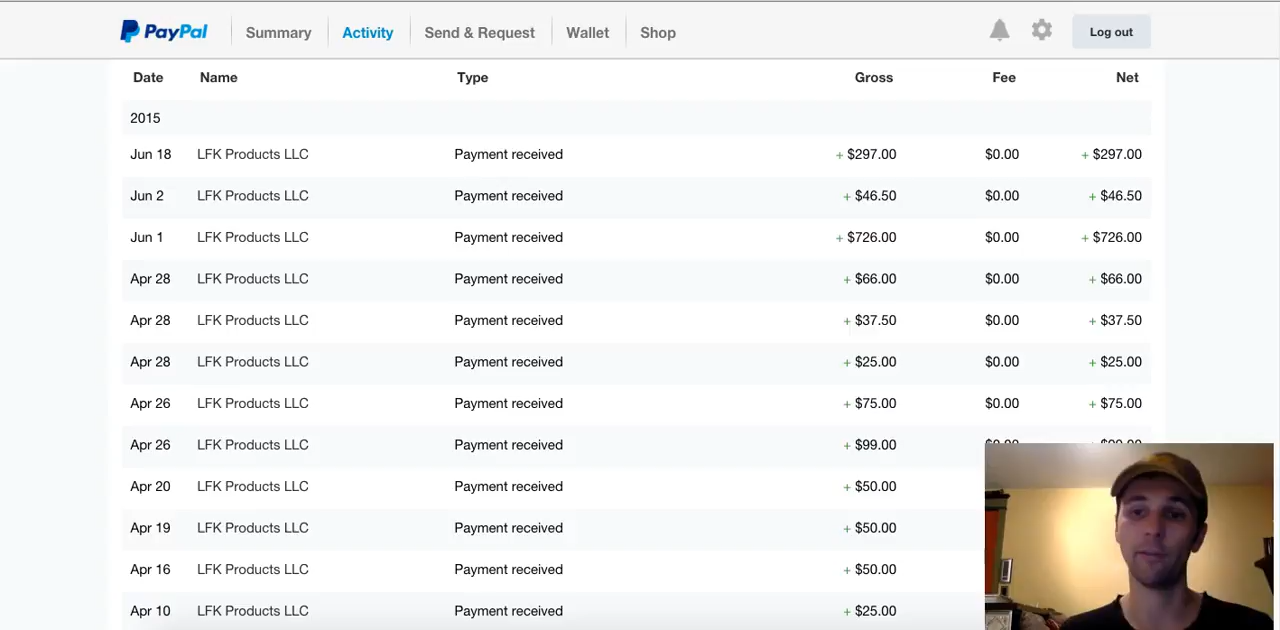 PayPal Summary Activity Send & Request Wallet Shop Log out
Date Name Type Gross Fee Net
2015
Jun 18 LFK Products LLC Payment received + $297.00 $0.00 + $297.00
Jun 2 LFK Products LLC Payment received + $46.50 $0.00 + $46.50
Jun 1 LFK Products LLC Payment received + $726.00 $0.00 + $726.00
Apr 28 LFK Products LLC Payment received + $66.00 $0.00 + $66.00
Apr 28 LFK Products LLC Payment received + $37.50 $0.00 + $37.50
Apr 28 LFK Products LLC Payment received + $25.00 $0.00 + $25.00
Apr 26 LFK Products LLC Payment received + $75.00 $0.00 + $75.00
Apr 26 LFK Products LLC Payment received + $99.00
Apr 20 LFK Products LLC Payment received + $50.00
Apr 19 LFK Products LLC Payment received + $50.00
Apr 16 LFK Products LLC Payment received + $50.00
Apr 10 LFK Products LLC Payment received + $25.00